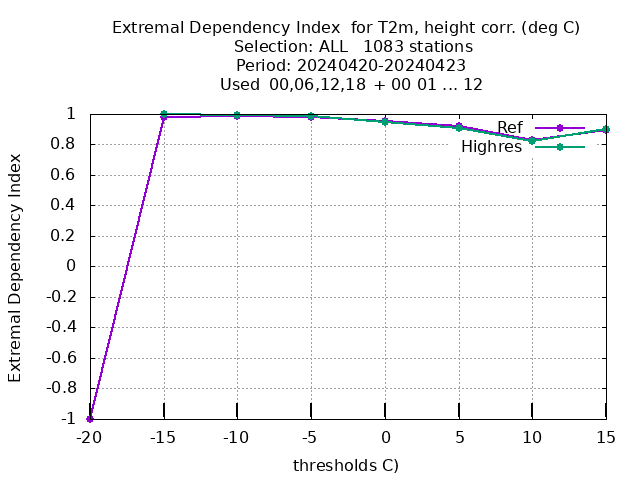 Extremal Dependency Index  for T2m, height corr. (deg C)
Selection: ALL   1083 stations
Period: 20240420-20240423
Used  00,06,12,18  + 00 01 ... 12
Ref
Highres
Extremal Dependency Index
1
0.8
0.6
0.4
0.2
0
-0.2
-0.4
-0.6
-0.8
-1
-20 -15 -10 -5 0 5 10 15
thresholds C)